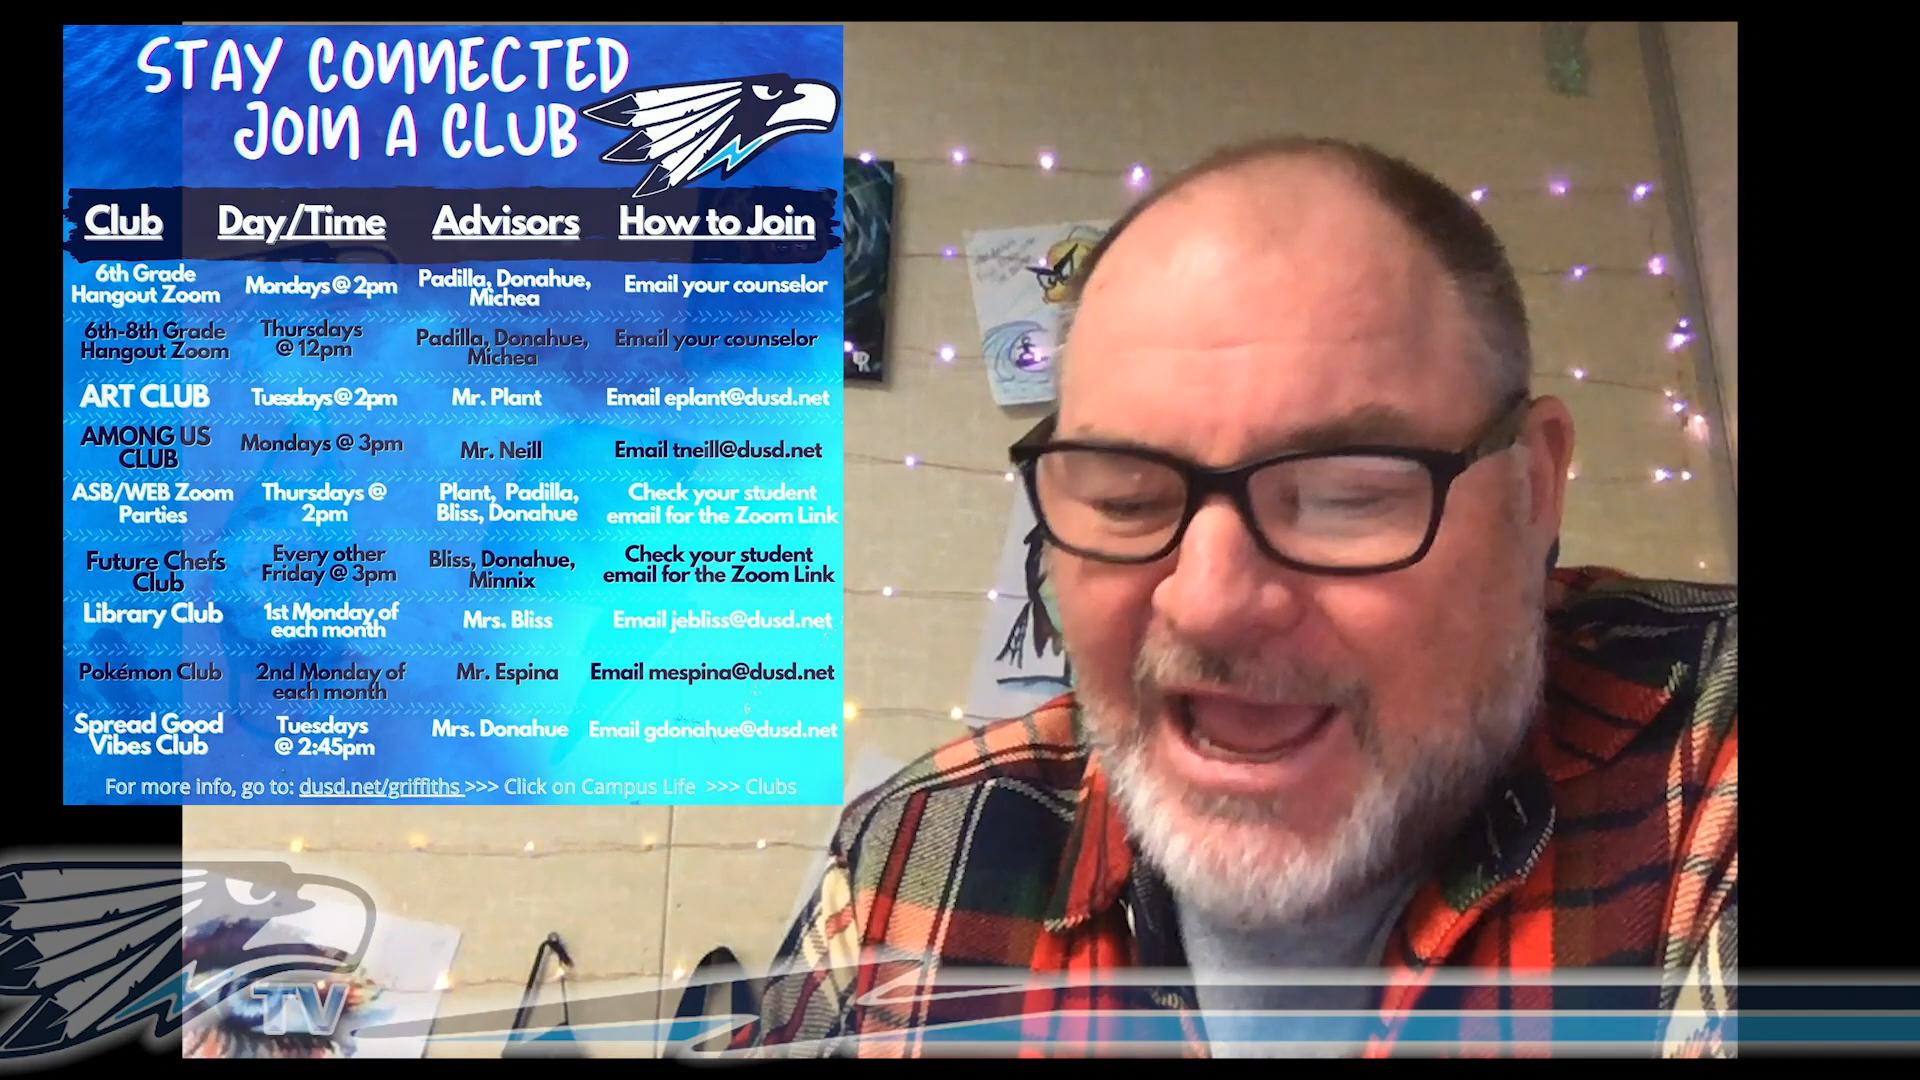 STAY CONNECTED
JOIN A CLUB
Club Day/Time Advisors How to Join
6th Grade
Hangout Zoom
Mondays @ 2pm
Padilla, Donahue,
Michea
Email your counselor
6th-8th Grade
Hangout Zoom
Thursdays
@ 12pm
Padilla, Donahue,
Michea
Email your counselor
ART CLUB
Tuesdays @ 2pm
Mr. Plant
Email eplant@dusd.net
AMONG US
CLUB
Mondays @ 3pm
Mr. Neill
Email tneill@dusd.net
ASB/WEB Zoom
Parties
Thursdays @
2pm
Plant, Padilla,
Bliss, Donahue
Check your student
email for the Zoom Link
Future Chefs
Club
Every other
Friday @ 3pm
Bliss, Donahue,
Minnix
Check your student
email for the Zoom Link
Library Club
1st Monday of
each month
Mrs. Bliss
Email jebliss@dusd.net
Pokémon Club
2nd Monday of
each month
Mr. Espina
Email mespina@dusd.net
Spread Good
Vibes Club
Tuesdays
@ 2:45pm
Mrs. Donahue
Email gdonahue@dusd.net
For more info, go to: dusd.net/griffiths >>> Click on Campus Life >>> Clubs
TV